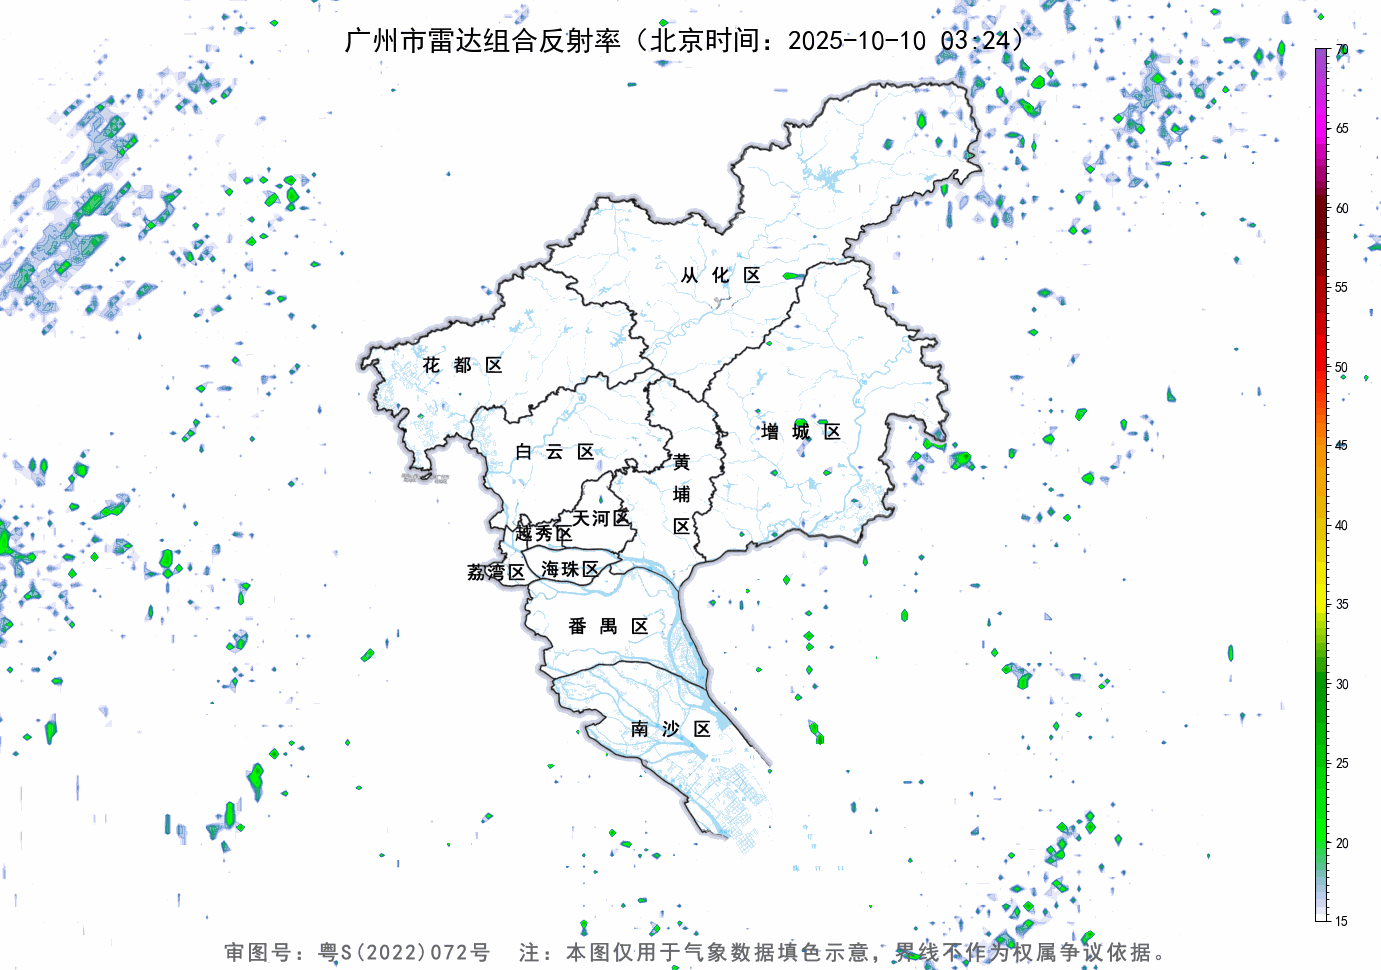 广州市雷达组合反射率（北京时间：2025-10-10 03:24）
70
65
60
55
50
45
40
35
30
25
20
15
从化区
花都区
增城区
白云区
黄埔区
天河区
越秀区
荔湾区
海珠区
番禺区
南沙区
审图号：粤S(2022)072号 注：本图仅用于气象数据填色示意，界线不作为权属争议依据。